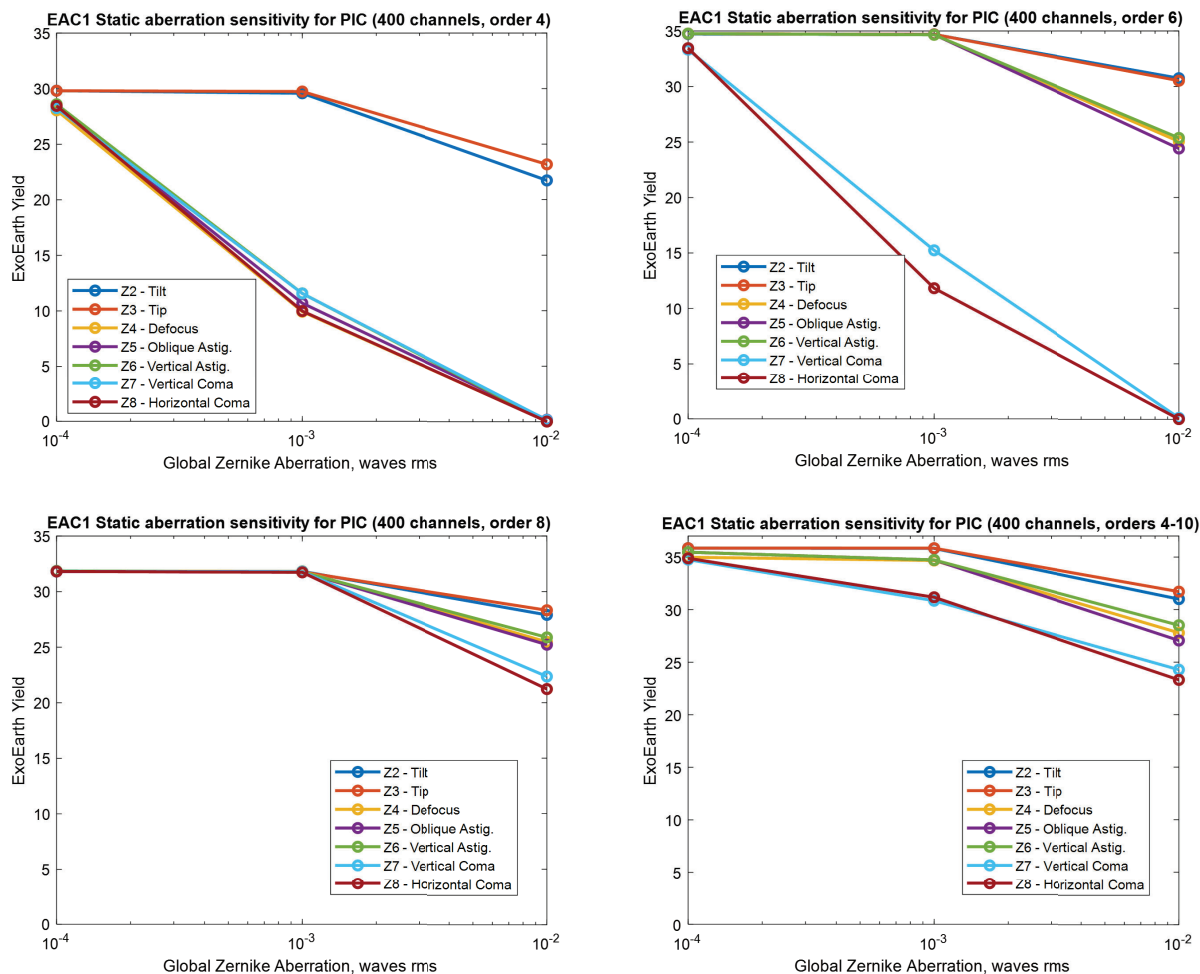 EAC1 Static aberration sensitivity for PIC (400 channels, order 4)
35
30
25
20
15
10
5
0
ExoEarth Yield
Z2 - Tilt
Z3 - Tip
Z4 - Defocus
Z5 - Oblique Astig.
Z6 - Vertical Astig.
Z7 - Vertical Coma
Z8 - Horizontal Coma
10-4
10-3
10-2
Global Zernike Aberration, waves rms
EAC1 Static aberration sensitivity for PIC (400 channels, order 6)
35
30
25
20
15
10
5
0
ExoEarth Yield
Z2 - Tilt
Z3 - Tip
Z4 - Defocus
Z5 - Oblique Astig.
Z6 - Vertical Astig.
Z7 - Vertical Coma
Z8 - Horizontal Coma
10-4
10-3
10-2
Global Zernike Aberration, waves rms
EAC1 Static aberration sensitivity for PIC (400 channels, order 8)
35
30
25
20
15
10
5
0
ExoEarth Yield
Z2 - Tilt
Z3 - Tip
Z4 - Defocus
Z5 - Oblique Astig.
Z6 - Vertical Astig.
Z7 - Vertical Coma
Z8 - Horizontal Coma
10-4
10-3
10-2
Global Zernike Aberration, waves rms
EAC1 Static aberration sensitivity for PIC (400 channels, orders 4-10)
35
30
25
20
15
10
5
0
ExoEarth Yield
Z2 - Tilt
Z3 - Tip
Z4 - Defocus
Z5 - Oblique Astig.
Z6 - Vertical Astig.
Z7 - Vertical Coma
Z8 - Horizontal Coma
10-4
10-3
10-2
Global Zernike Aberration, waves rms